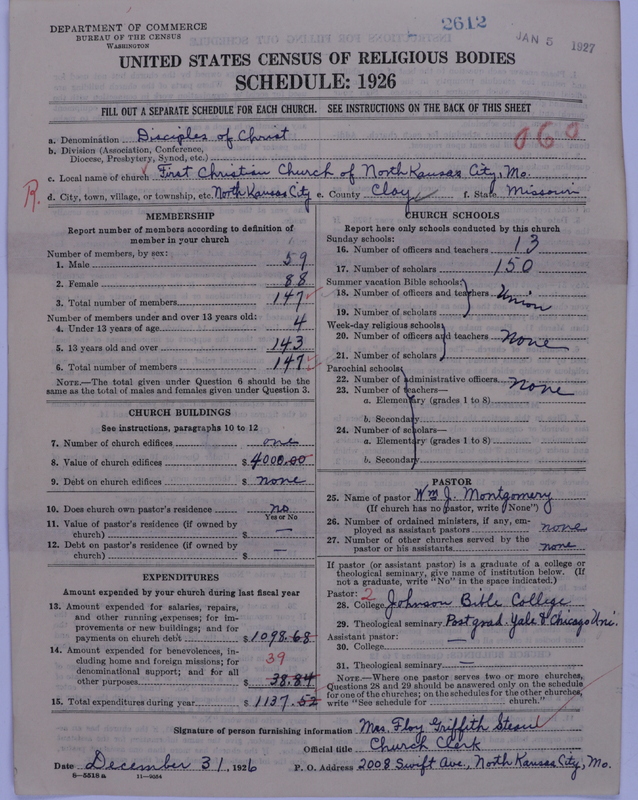 2612
JAN 5 1927
DEPARTMENT OF COMMERCE
BUREAU OF THE CENSUS
WASHINGTON
UNITED STATES CENSUS OF RELIGIOUS BODIES
SCHEDULE: 1926
FILL OUT A SEPARATE SCHEDULE FOR EACH CHURCH. SEE INSTRUCTIONS ON THE BACK OF THIS SHEET
060
a. Denomination Disciples of Christ
b. Division (Association, Conference,
Diocese, Presbytery, Synod, etc.)
c. Local name of church First Christian Church of North Kansas City, Mo.
R.
d. City, town, village, or township, etc. North Kansas City e. County Clay f. State Missouri
MEMBERSHIP
Report number of members according to definition of
member in your church
Number of members, by sex:
1. Male 59
2. Female 88
3. Total number of members 147
Number of members under and over 13 years old:
4. Under 13 years of age 4
5. 13 years old and over 143
6. Total number of members 147
NOTE.—The total given under Question 6 should be the
same as the total of males and females given under Question 3.
CHURCH BUILDINGS
See instructions, paragraphs 10 to 12
7. Number of church edifices one
8. Value of church edifices $ 4000.00
9. Debt on church edifices $ none
10. Does church own pastor's residence no
Yes or No
11. Value of pastor's residence (if owned by
church) $ —
12. Debt on pastor's residence (if owned by
church) $ —
EXPENDITURES
Amount expended by your church during last fiscal year
13. Amount expended for salaries, repairs,
and other running expenses; for im-
provements or new buildings; and for
payments on church debt $ 1098.68
14. Amount expended for benevolences, in-
cluding home and foreign missions; for
denominational support; and for all
39
other purposes $ 38.84
15. Total expenditures during year $ 1137.52
CHURCH SCHOOLS
Report here only schools conducted by this church
Sunday schools:
16. Number of officers and teachers 13
17. Number of scholars 150
Summer vacation Bible schools:
18. Number of officers and teachers Union
19. Number of scholars
Week-day religious schools:
20. Number of officers and teachers None
21. Number of scholars
Parochial schools:
22. Number of administrative officers None
23. Number of teachers—
a. Elementary (grades 1 to 8)
b. Secondary
24. Number of scholars—
a. Elementary (grades 1 to 8)
b. Secondary
PASTOR
25. Name of pastor Wm J. Montgomery
(If church has no pastor, write "None")
26. Number of ordained ministers, if any, em-
ployed as assistant pastors none
27. Number of other churches served by the
pastor or his assistants none
If pastor (or assistant pastor) is a graduate of a college or
theological seminary, give name of institution below. (If
not a graduate, write "No" in the space indicated.)
Pastor: 2
28. College Johnson Bible College
29. Theological seminary Postgrad. Yale & Chicago Uni.
Assistant pastor:
30. College —
31. Theological seminary —
NOTE.—Where one pastor serves two or more churches,
Questions 28 and 29 should be answered only on the schedule
for one of the churches; on the schedules for the other churches,
write "See schedule for church."
Signature of person furnishing information Mrs. Floy Griffith
Official title Church Clerk
Date December 31, 1926 P. O. Address 2008 Swift Ave., North Kansas City, Mo.
8—5518a 11—9034